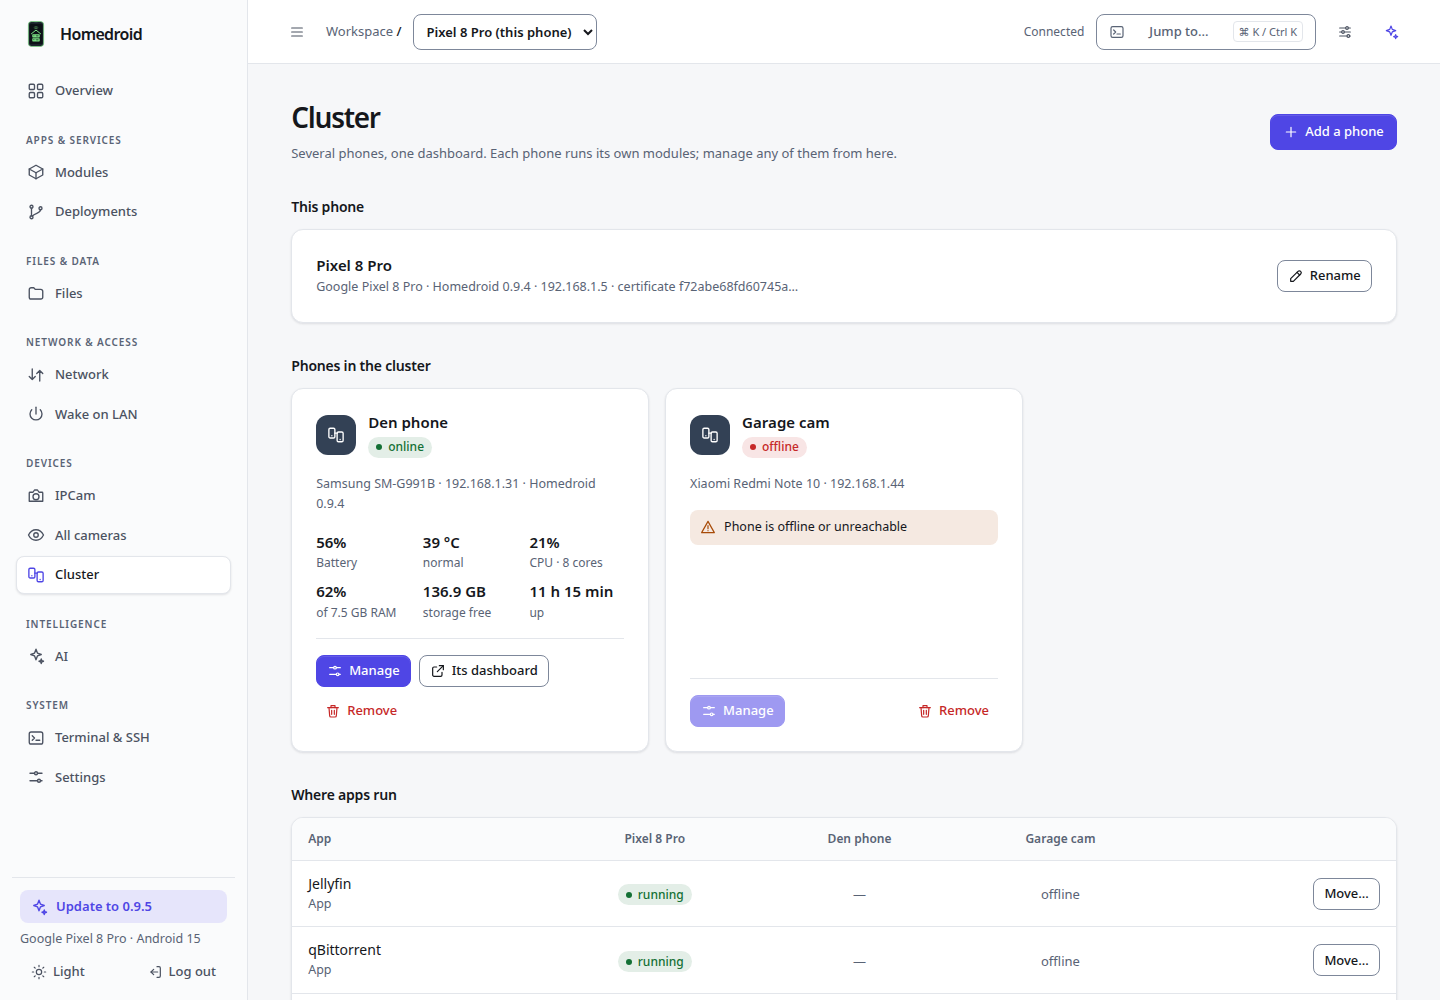 Homedroid
Workspace /
Pixel 8 Pro (this phone)
Connected
Jump to...
⌘ K / Ctrl K
Overview
APPS & SERVICES
Modules
Deployments
FILES & DATA
Files
NETWORK & ACCESS
Network
Wake on LAN
DEVICES
IPCam
All cameras
Cluster
INTELLIGENCE
AI
SYSTEM
Terminal & SSH
Settings
Update to 0.9.5
Google Pixel 8 Pro · Android 15
Light
Log out
Cluster
Several phones, one dashboard. Each phone runs its own modules; manage any of them from here.
Add a phone
This phone
Pixel 8 Pro
Google Pixel 8 Pro · Homedroid 0.9.4 · 192.168.1.5 · certificate f72abe68fd60745a...
Rename
Phones in the cluster
Den phone
online
Samsung SM-G991B · 192.168.1.31 · Homedroid
0.9.4
56%
39 °C
21%
Battery
normal
CPU · 8 cores
62%
136.9 GB
11 h 15 min
of 7.5 GB RAM
storage free
up
Manage
Its dashboard
Remove
Garage cam
offline
Xiaomi Redmi Note 10 · 192.168.1.44
Phone is offline or unreachable
Manage
Remove
Where apps run
App
Pixel 8 Pro
Den phone
Garage cam
Jellyfin
App
running
—
offline
Move...
qBittorrent
App
running
—
offline
Move...